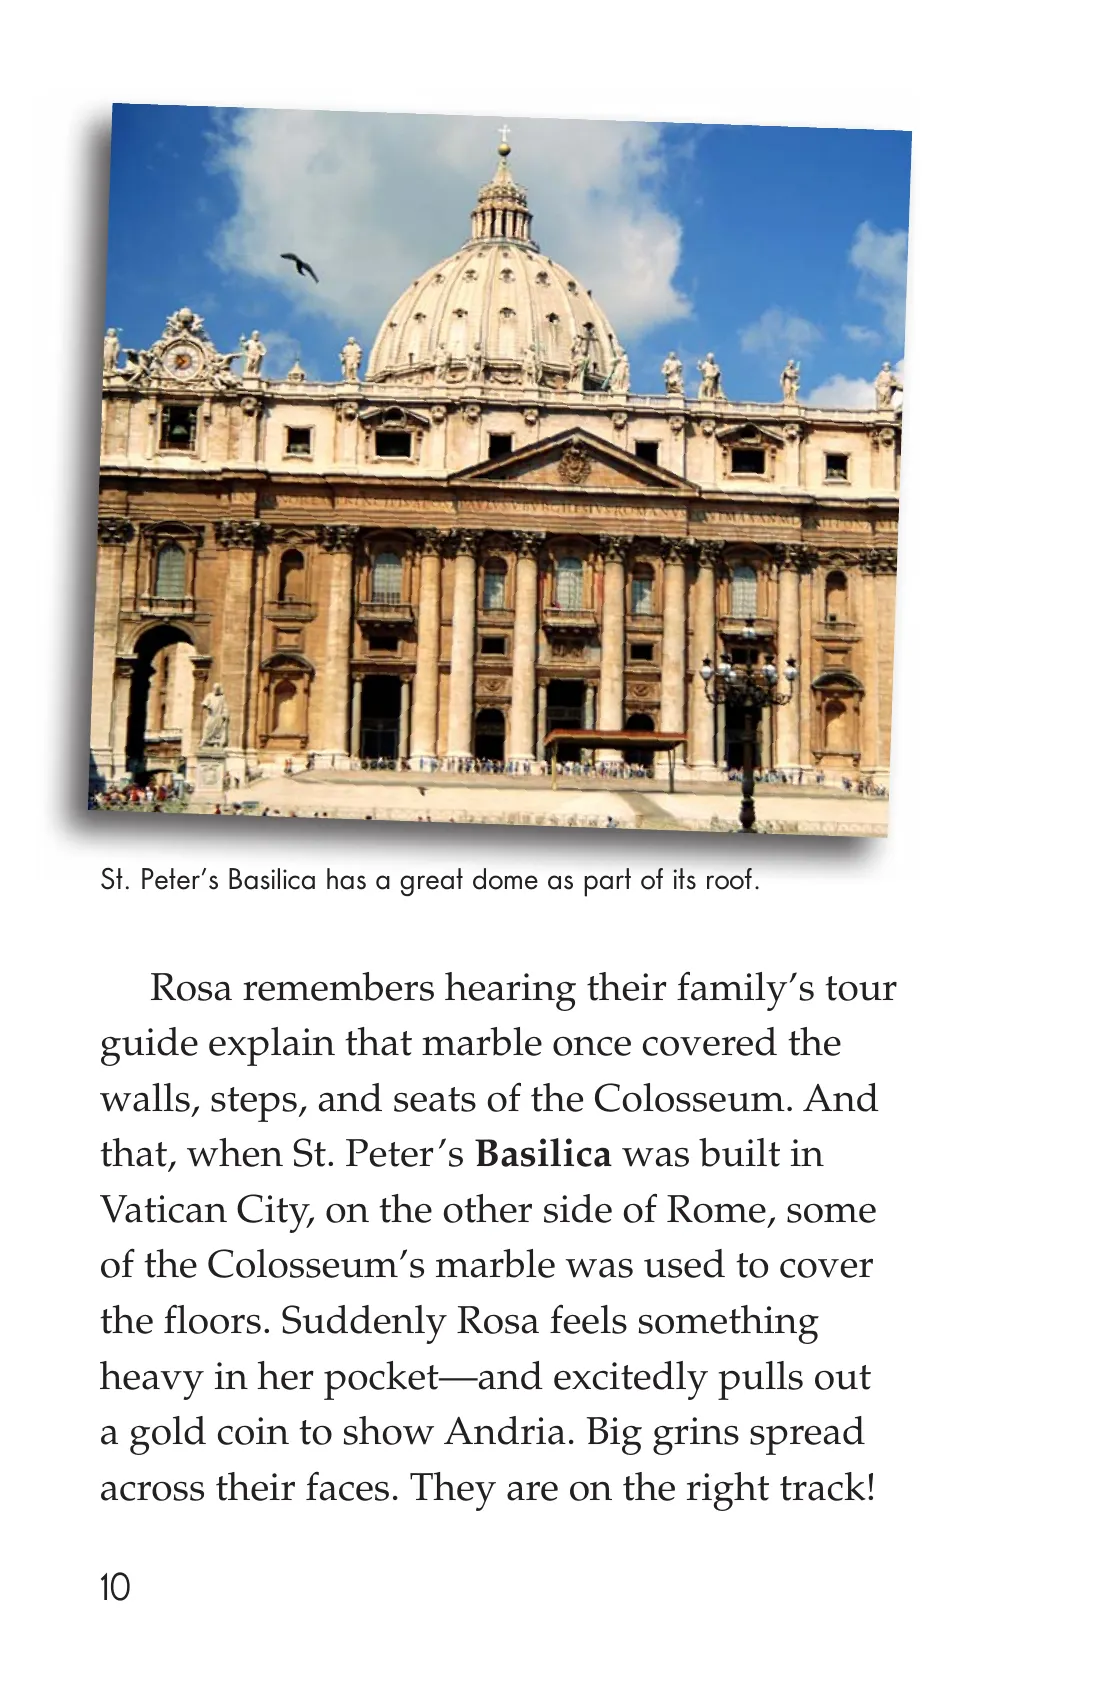 St. Peter’s Basilica has a great dome as part of its roof.
Rosa remembers hearing their family’s tour
guide explain that marble once covered the
walls, steps, and seats of the Colosseum. And
that, when St. Peter’s Basilica was built in
Vatican City, on the other side of Rome, some
of the Colosseum’s marble was used to cover
the floors. Suddenly Rosa feels something
heavy in her pocket—and excitedly pulls out
a gold coin to show Andria. Big grins spread
across their faces. They are on the right track!
10